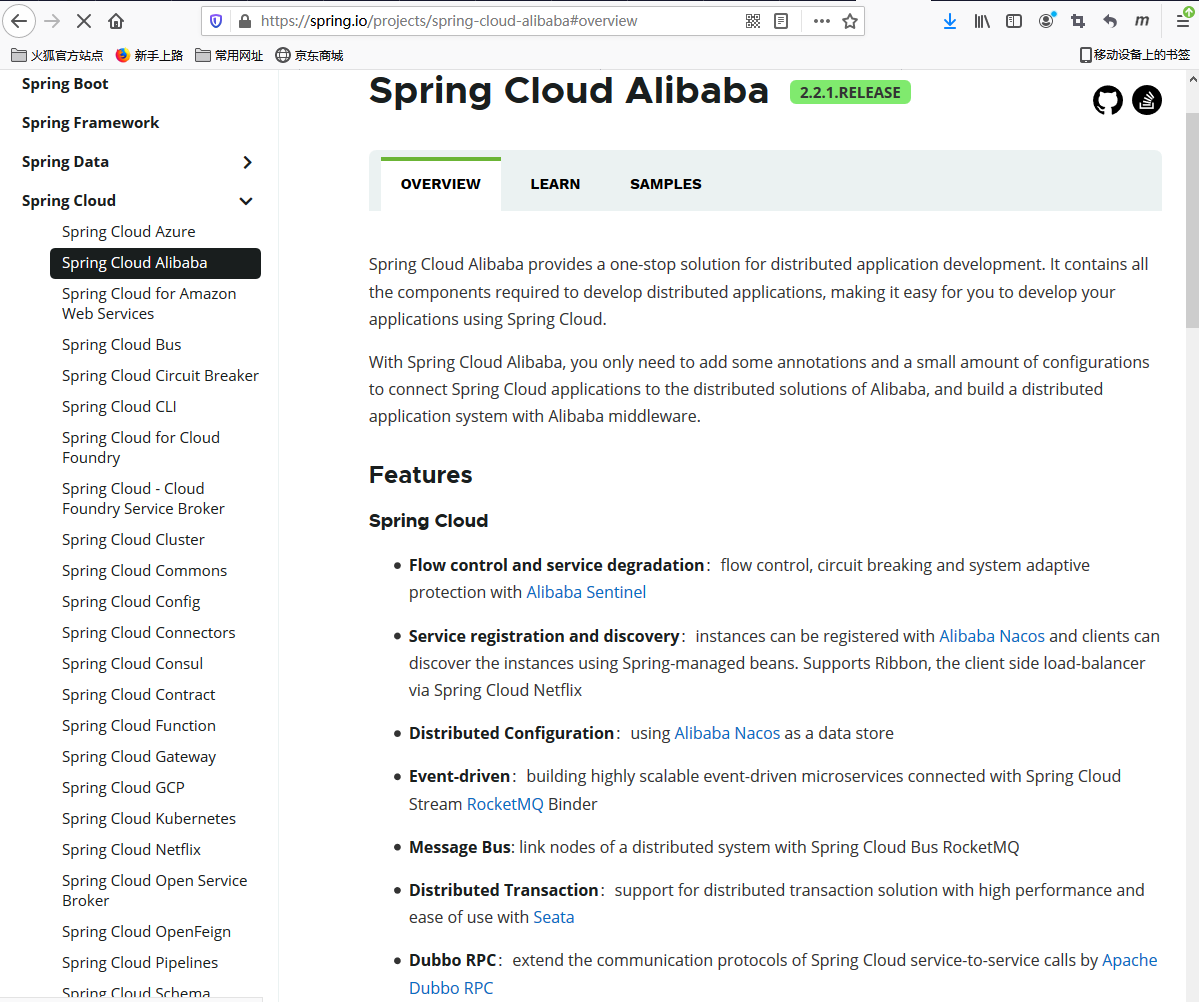 https://spring.io/projects/spring-cloud-alibaba#overview
火狐官方站点 新手上路 常用网址 京东商城 移动设备上的书签
Spring Boot
Spring Framework
Spring Data
Spring Cloud
Spring Cloud Azure
Spring Cloud Alibaba
Spring Cloud for Amazon
Web Services
Spring Cloud Bus
Spring Cloud Circuit Breaker
Spring Cloud CLI
Spring Cloud for Cloud
Foundry
Spring Cloud - Cloud
Foundry Service Broker
Spring Cloud Cluster
Spring Cloud Commons
Spring Cloud Config
Spring Cloud Connectors
Spring Cloud Consul
Spring Cloud Contract
Spring Cloud Function
Spring Cloud Gateway
Spring Cloud GCP
Spring Cloud Kubernetes
Spring Cloud Netflix
Spring Cloud Open Service
Broker
Spring Cloud OpenFeign
Spring Cloud Pipelines
Spring Cloud Schema
Spring Cloud Alibaba 2.2.1.RELEASE
OVERVIEW LEARN SAMPLES
Spring Cloud Alibaba provides a one-stop solution for distributed application development. It contains all
the components required to develop distributed applications, making it easy for you to develop your
applications using Spring Cloud.
With Spring Cloud Alibaba, you only need to add some annotations and a small amount of configurations
to connect Spring Cloud applications to the distributed solutions of Alibaba, and build a distributed
application system with Alibaba middleware.
Features
Spring Cloud
• Flow control and service degradation： flow control, circuit breaking and system adaptive
protection with Alibaba Sentinel
• Service registration and discovery： instances can be registered with Alibaba Nacos and clients can
discover the instances using Spring-managed beans. Supports Ribbon, the client side load-balancer
via Spring Cloud Netflix
• Distributed Configuration： using Alibaba Nacos as a data store
• Event-driven： building highly scalable event-driven microservices connected with Spring Cloud
Stream RocketMQ Binder
• Message Bus: link nodes of a distributed system with Spring Cloud Bus RocketMQ
• Distributed Transaction： support for distributed transaction solution with high performance and
ease of use with Seata
• Dubbo RPC： extend the communication protocols of Spring Cloud service-to-service calls by Apache
Dubbo RPC